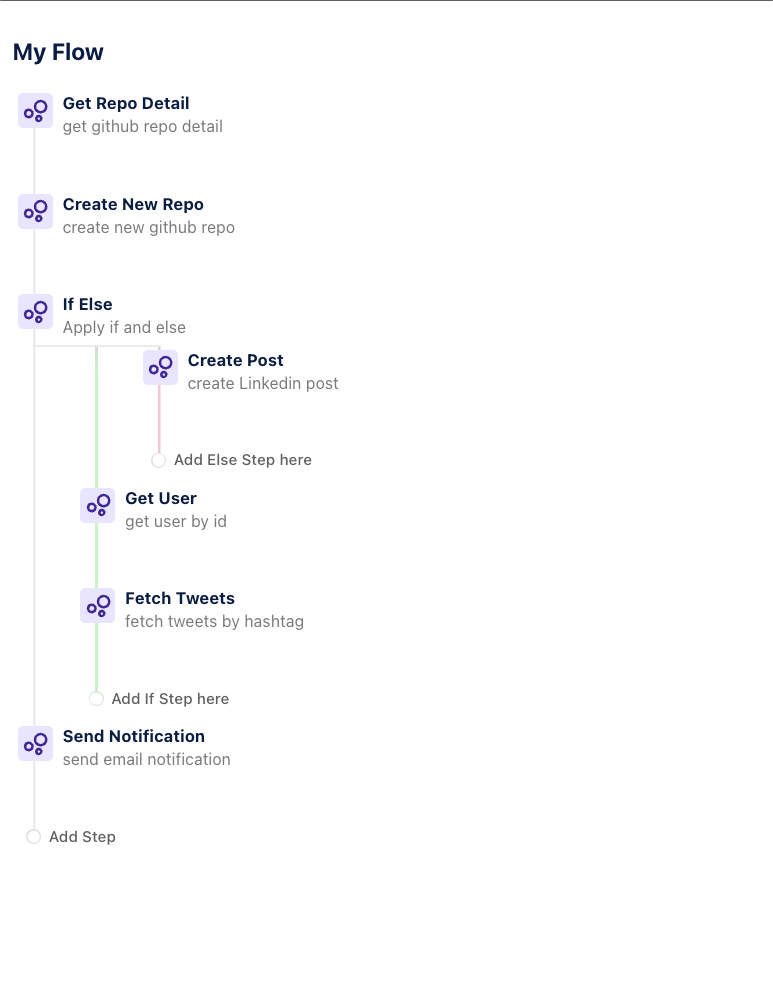 My Flow
Get Repo Detail
get github repo detail
Create New Repo
create new github repo
If Else
Apply if and else
Create Post
create Linkedin post
Add Else Step here
Get User
get user by id
Fetch Tweets
fetch tweets by hashtag
Add If Step here
Send Notification
send email notification
Add Step